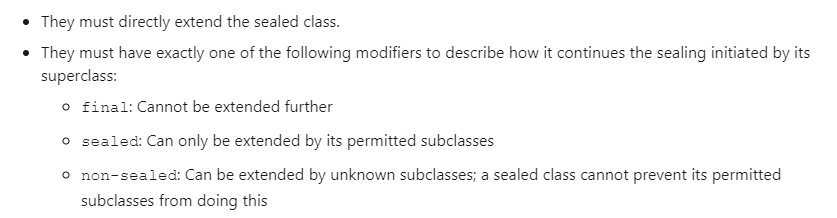 • They must directly extend the sealed class.
• They must have exactly one of the following modifiers to describe how it continues the sealing initiated by its
superclass:
○ final: Cannot be extended further
○ sealed: Can only be extended by its permitted subclasses
○ non-sealed: Can be extended by unknown subclasses; a sealed class cannot prevent its permitted
subclasses from doing this